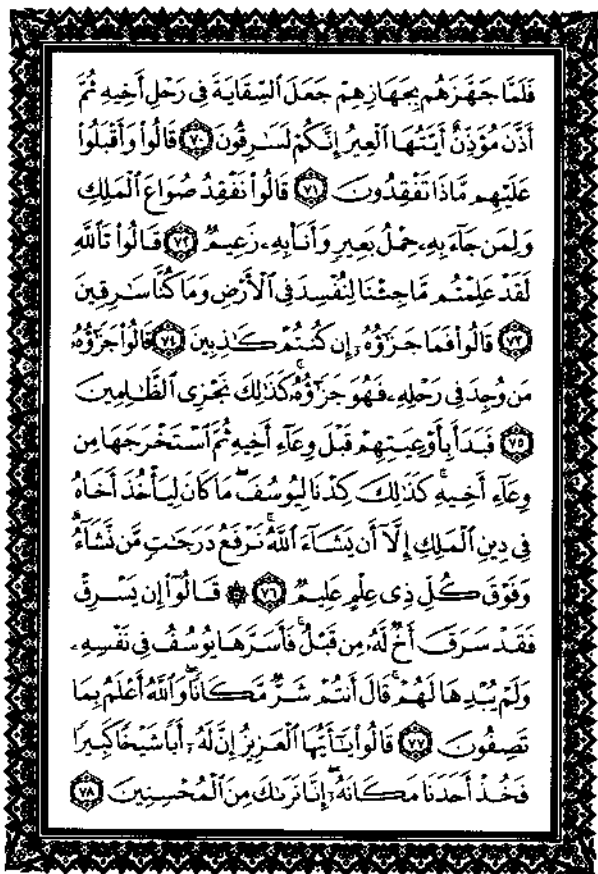 فَلَمَّا جَهَّزَهُم بِجَهَازِهِمْ جَعَلَ ٱلسِّقَايَةَ فِى رَحْلِ أَخِيهِ ثُمَّ
أَذَّنَ مُؤَذِّنٌ أَيَّتُهَا ٱلْعِيرُ إِنَّكُمْ لَسَٰرِقُونَ ٧٠ قَالُوا۟ وَأَقْبَلُوا۟
عَلَيْهِم مَّاذَا تَفْقِدُونَ ٧١ قَالُوا۟ نَفْقِدُ صُوَاعَ ٱلْمَلِكِ
وَلِمَن جَآءَ بِهِۦ حِمْلُ بَعِيرٍ وَأَنَا۠ بِهِۦ زَعِيمٌ ٧٢ قَالُوا۟ تَٱللَّهِ
لَقَدْ عَلِمْتُم مَّا جِئْنَا لِنُفْسِدَ فِى ٱلْأَرْضِ وَمَا كُنَّا سَٰرِقِينَ
٧٣ قَالُوا۟ فَمَا جَزَٰٓؤُهُۥٓ إِن كُنتُمْ كَٰذِبِينَ ٧٤ قَالُوا۟ جَزَٰٓؤُهُۥ
مَن وُجِدَ فِى رَحْلِهِۦ فَهُوَ جَزَٰٓؤُهُۥ ۚ كَذَٰلِكَ نَجْزِى ٱلظَّٰلِمِينَ
٧٥ فَبَدَأَ بِأَوْعِيَتِهِمْ قَبْلَ وِعَآءِ أَخِيهِ ثُمَّ ٱسْتَخْرَجَهَا مِن
وِعَآءِ أَخِيهِ ۚ كَذَٰلِكَ كِدْنَا لِيُوسُفَ ۖ مَا كَانَ لِيَأْخُذَ أَخَاهُ
فِى دِينِ ٱلْمَلِكِ إِلَّآ أَن يَشَآءَ ٱللَّهُ ۚ نَرْفَعُ دَرَجَٰتٍ مَّن نَّشَآءُ ۗ
وَفَوْقَ كُلِّ ذِى عِلْمٍ عَلِيمٌ ٧٦ ۞ قَالُوٓا۟ إِن يَسْرِقْ
فَقَدْ سَرَقَ أَخٌ لَّهُۥ مِن قَبْلُ ۚ فَأَسَرَّهَا يُوسُفُ فِى نَفْسِهِۦ
وَلَمْ يُبْدِهَا لَهُمْ ۚ قَالَ أَنتُمْ شَرٌّ مَّكَانًا ۖ وَٱللَّهُ أَعْلَمُ بِمَا
تَصِفُونَ ٧٧ قَالُوا۟ يَٰٓأَيُّهَا ٱلْعَزِيزُ إِنَّ لَهُۥٓ أَبًا شَيْخًا كَبِيرًا
فَخُذْ أَحَدَنَا مَكَانَهُۥٓ ۖ إِنَّا نَرَىٰكَ مِنَ ٱلْمُحْسِنِينَ ٧٨